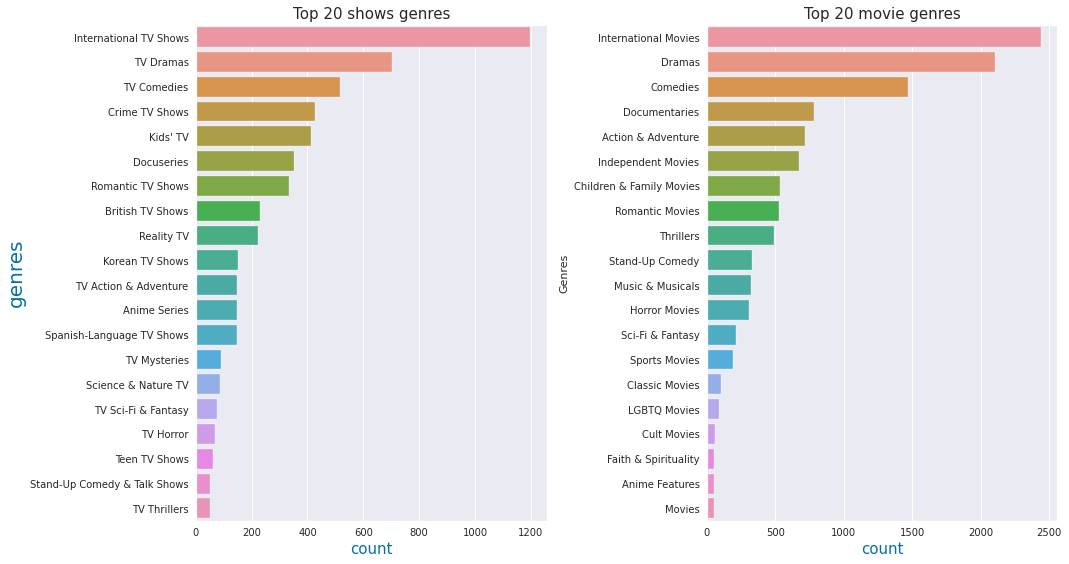 Top 20 shows genres
genres
International TV Shows
TV Dramas
TV Comedies
Crime TV Shows
Kids' TV
Docuseries
Romantic TV Shows
British TV Shows
Reality TV
Korean TV Shows
TV Action & Adventure
Anime Series
Spanish-Language TV Shows
TV Mysteries
Science & Nature TV
TV Sci-Fi & Fantasy
TV Horror
Teen TV Shows
Stand-Up Comedy & Talk Shows
TV Thrillers
0 200 400 600 800 1000 1200
count
Top 20 movie genres
Genres
International Movies
Dramas
Comedies
Documentaries
Action & Adventure
Independent Movies
Children & Family Movies
Romantic Movies
Thrillers
Stand-Up Comedy
Music & Musicals
Horror Movies
Sci-Fi & Fantasy
Sports Movies
Classic Movies
LGBTQ Movies
Cult Movies
Faith & Spirituality
Anime Features
Movies
0 500 1000 1500 2000 2500
count